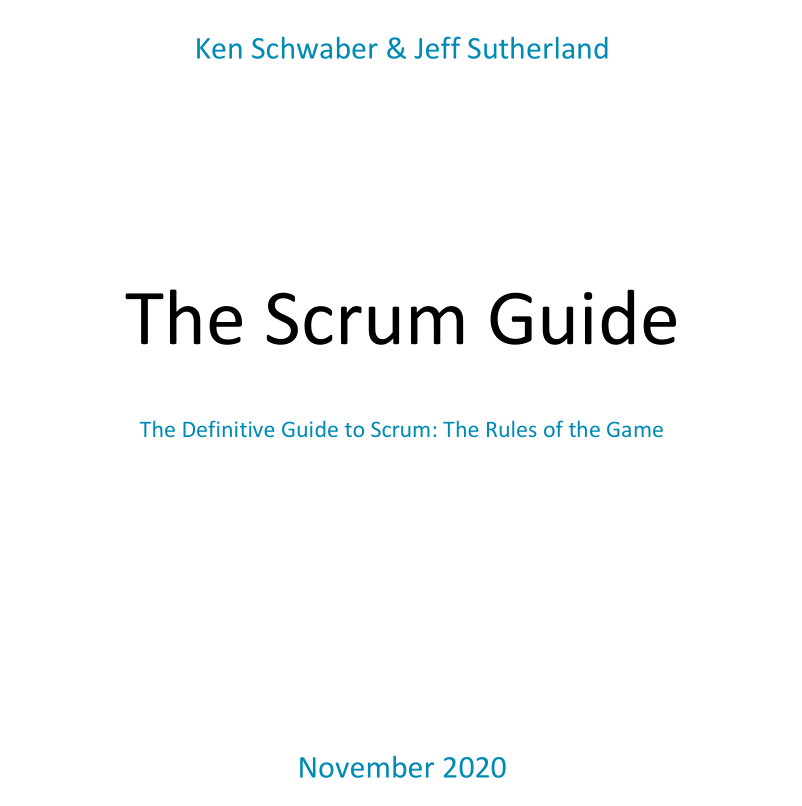 Ken Schwaber & Jeff Sutherland
The Scrum Guide
The Definitive Guide to Scrum: The Rules of the Game
November 2020